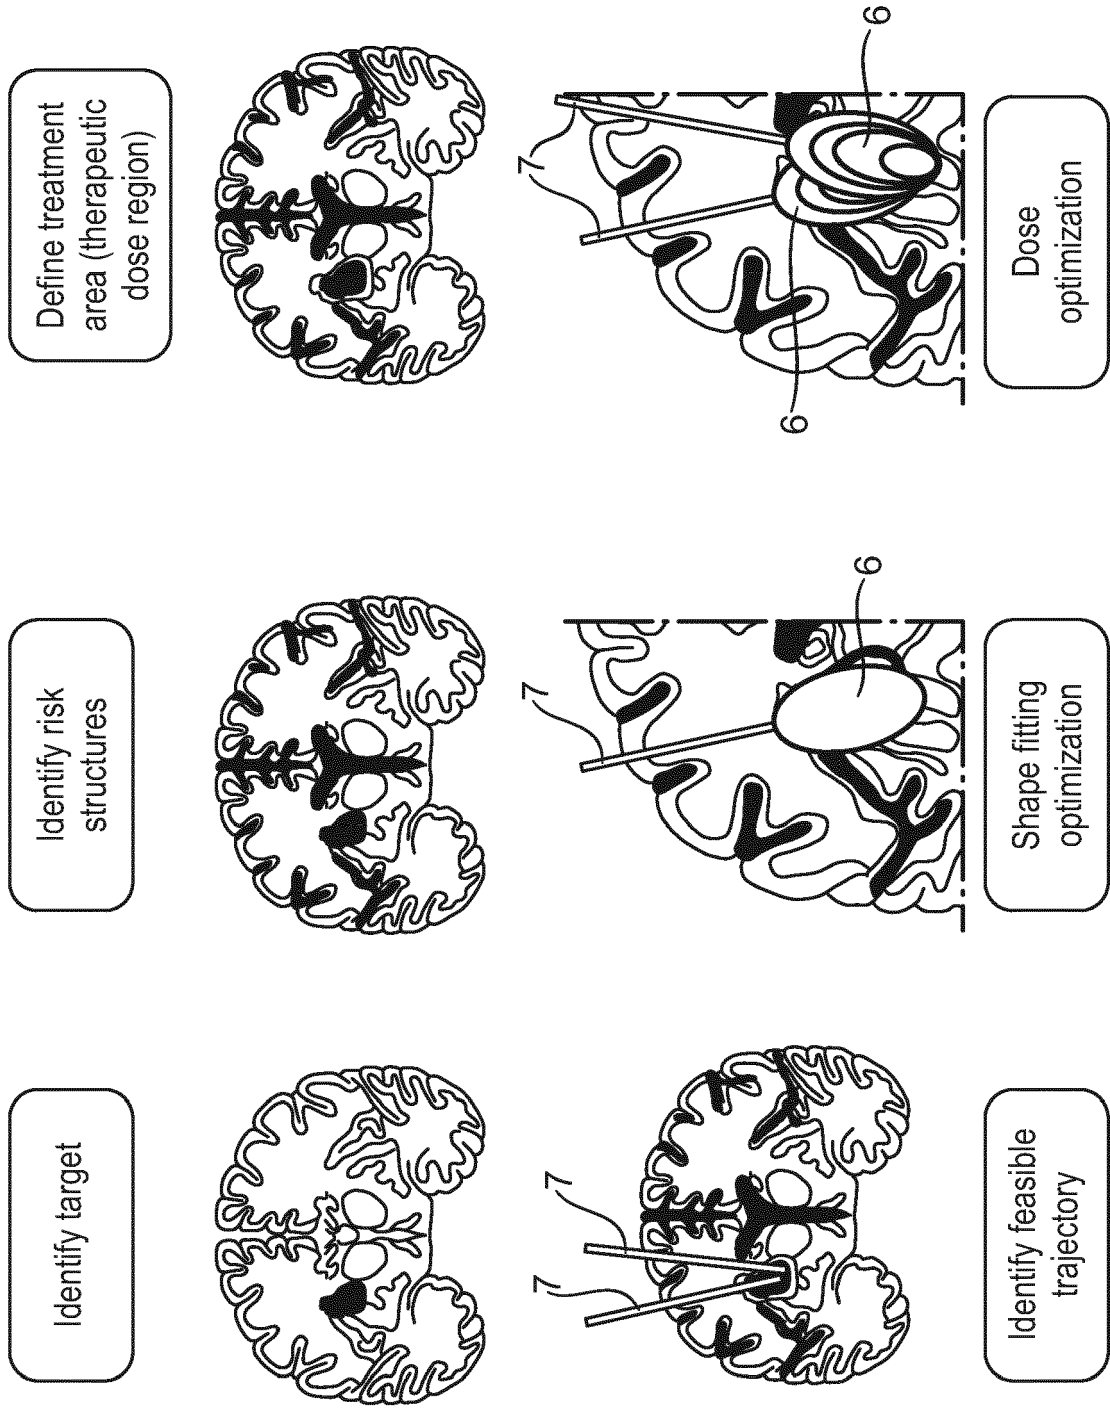 Identify target
Identify risk
structures
Define treatment
area (therapeutic
dose region)
7
7
7
6
7
6
6
Identify feasible
trajectory
Shape fitting
optimization
Dose
optimization